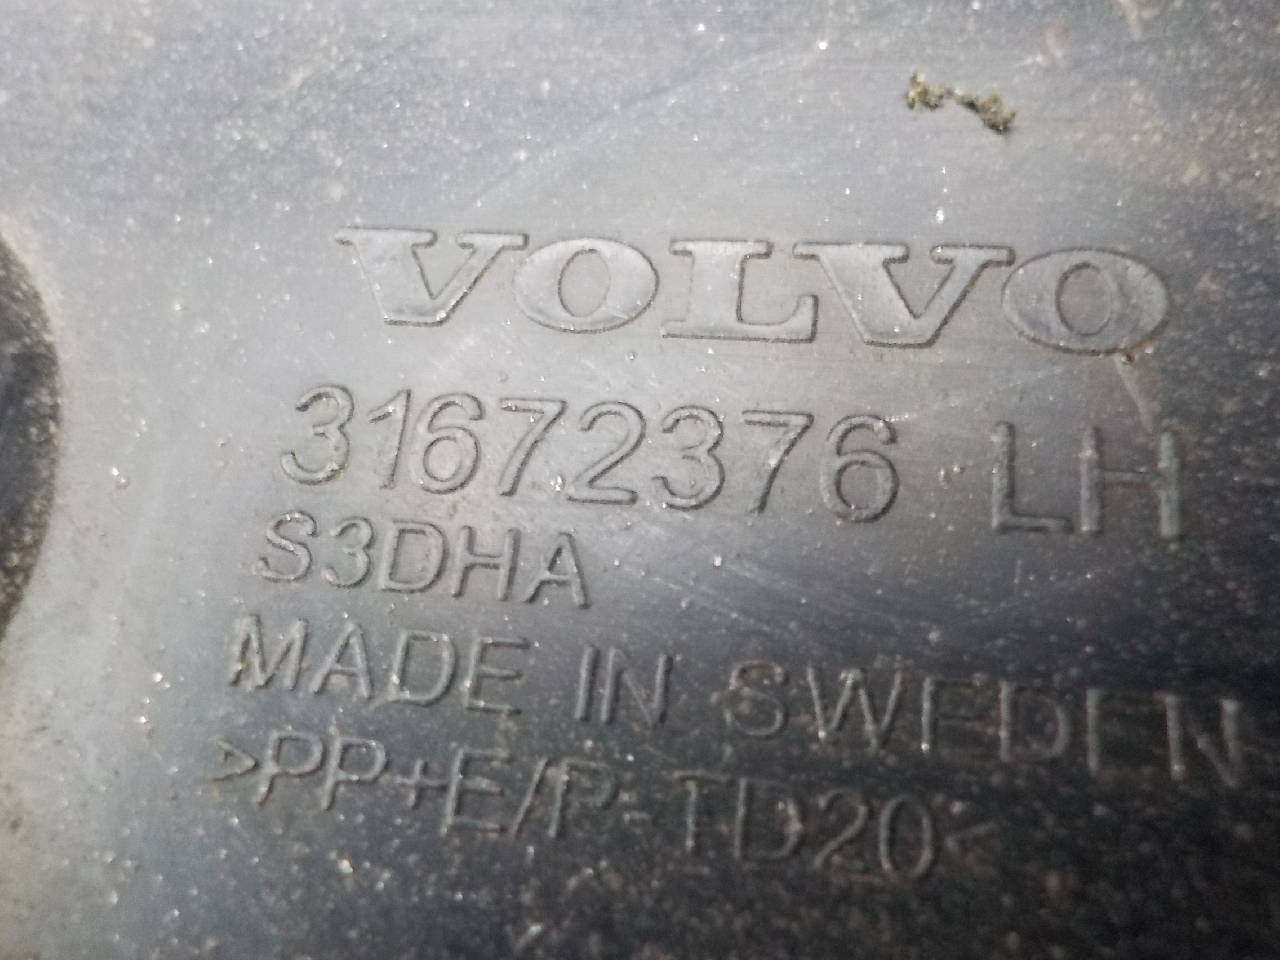 VOLVO
31672376 LH
S3DHA
MADE IN SWEDEN
>PP+E/P-TD20<